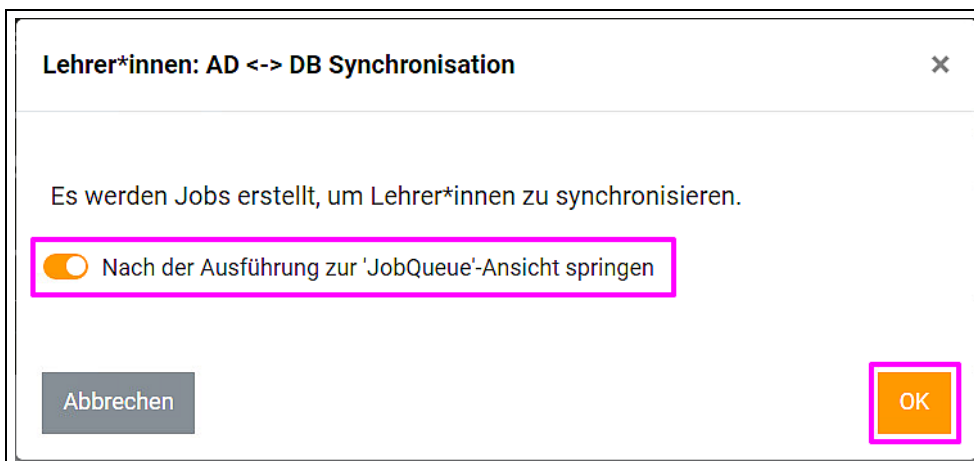 Lehrer*innen: AD <-> DB Synchronisation ×
Es werden Jobs erstellt, um Lehrer*innen zu synchronisieren.
Nach der Ausführung zur 'JobQueue'-Ansicht springen
Abbrechen OK